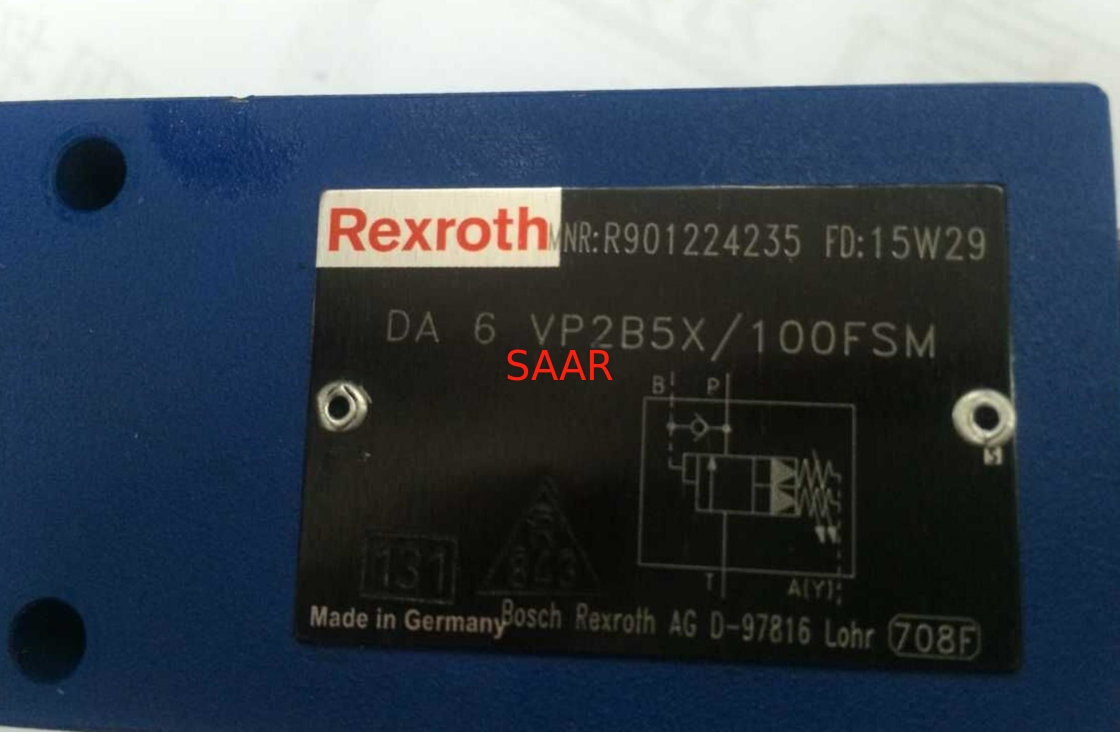 Rexroth MNR:R901224235 FD:15W29
DA 6 VP2B5X/100FSM
SAAR
B P
S
131 843
T A(Y)
Made in Germany Bosch Rexroth AG D-97816 Lohr 708F